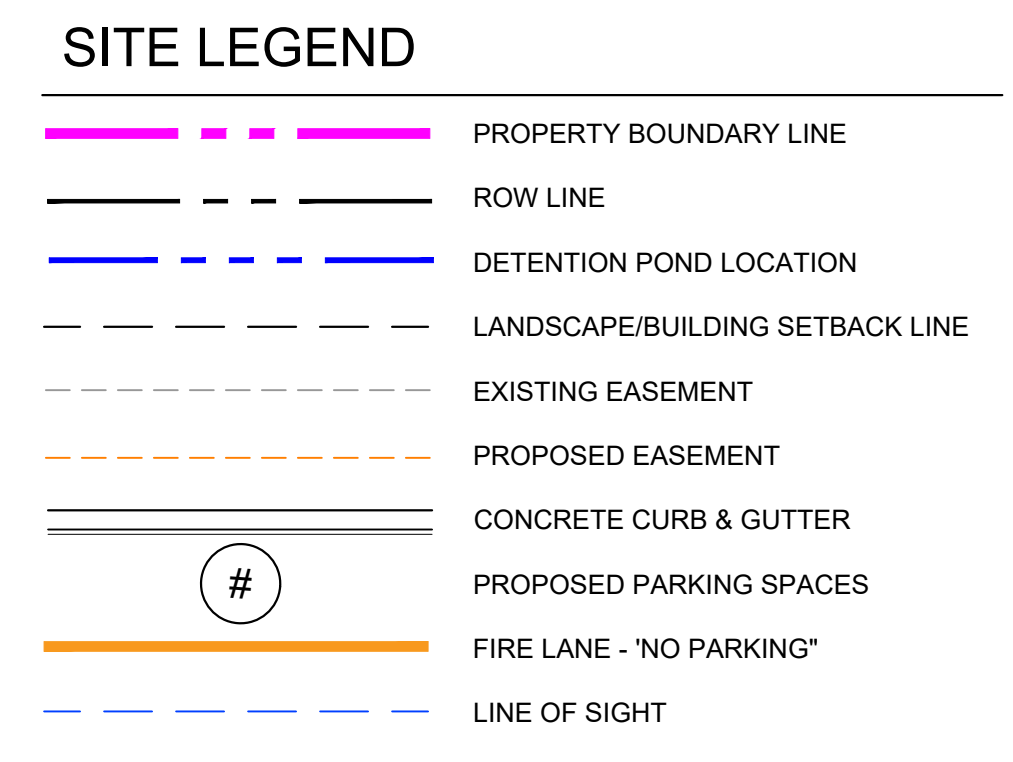 SITE LEGEND
PROPERTY BOUNDARY LINE
ROW LINE
DETENTION POND LOCATION
LANDSCAPE/BUILDING SETBACK LINE
EXISTING EASEMENT
PROPOSED EASEMENT
CONCRETE CURB & GUTTER
# PROPOSED PARKING SPACES
FIRE LANE - 'NO PARKING"
LINE OF SIGHT